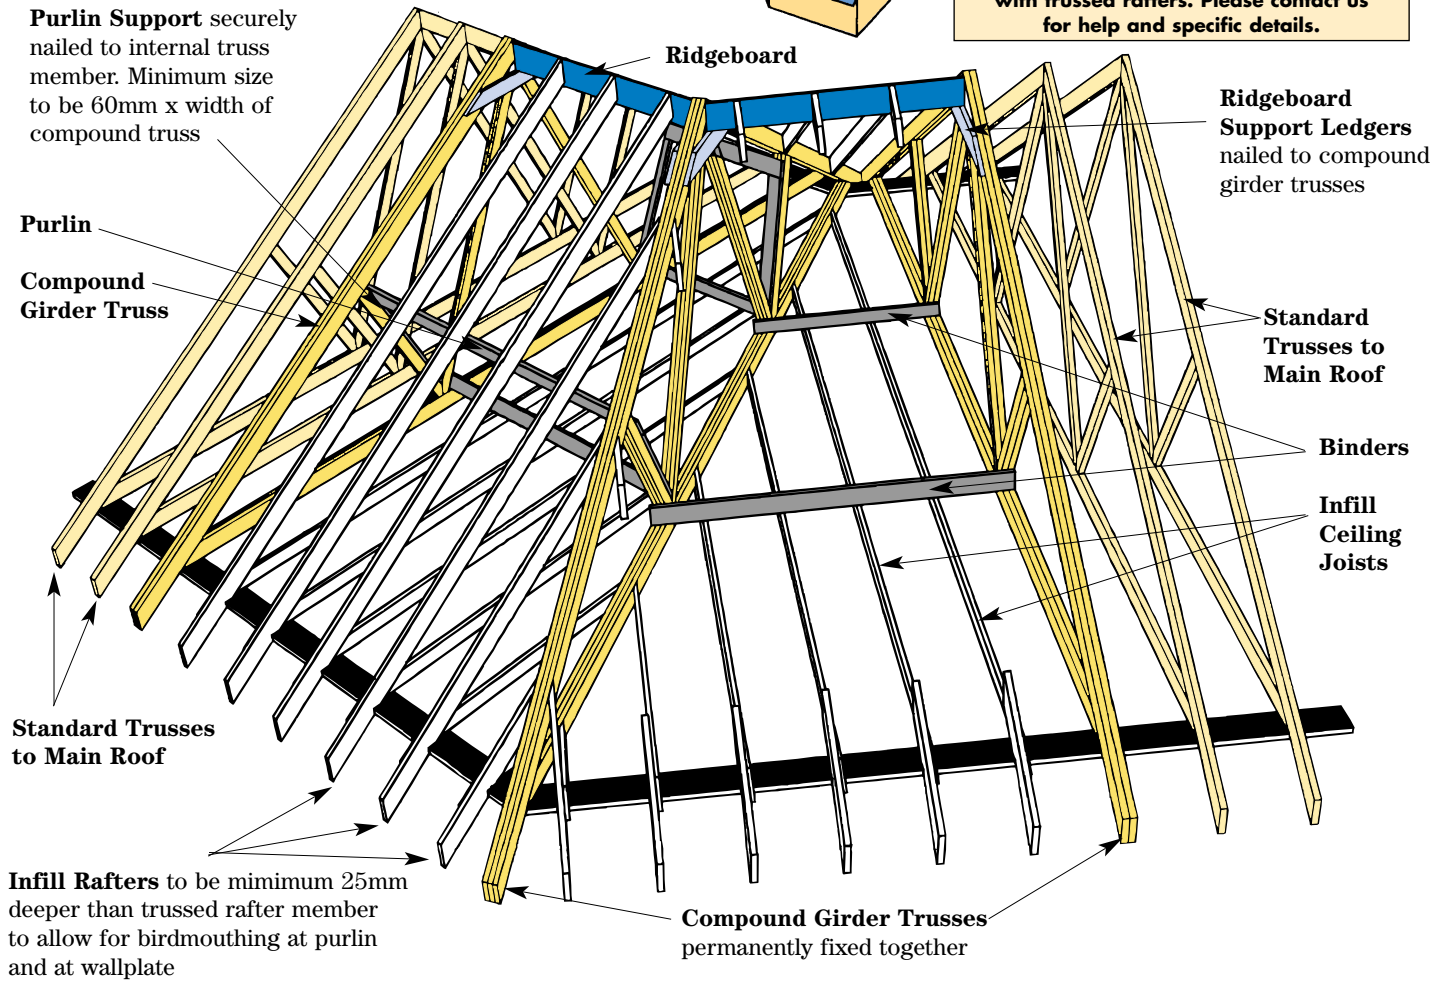 with trussed rafters. Please contact us
for help and specific details.
Purlin Support securely
nailed to internal truss
member. Minimum size
to be 60mm x width of
compound truss
Ridgeboard
Ridgeboard
Support Ledgers
nailed to compound
girder trusses
Purlin
Compound
Girder Truss
Standard
Trusses to
Main Roof
Binders
Infill
Ceiling
Joists
Standard Trusses
to Main Roof
Infill Rafters to be mimimum 25mm
deeper than trussed rafter member
to allow for birdmouthing at purlin
and at wallplate
Compound Girder Trusses
permanently fixed together